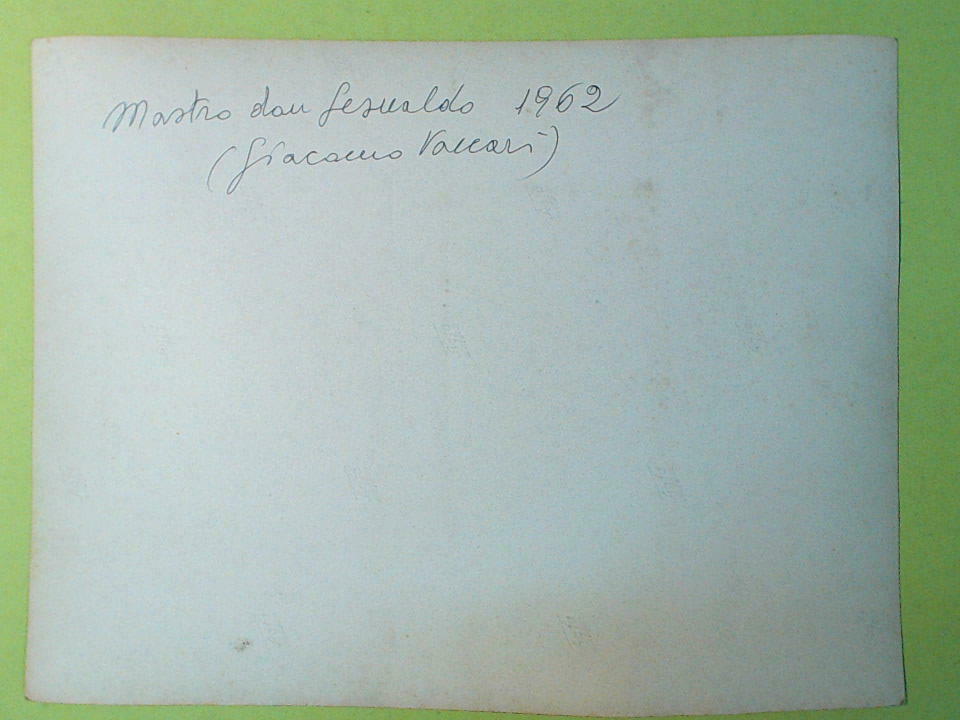 Mastro don Gesualdo 1962
(Giacomo Vaccari)